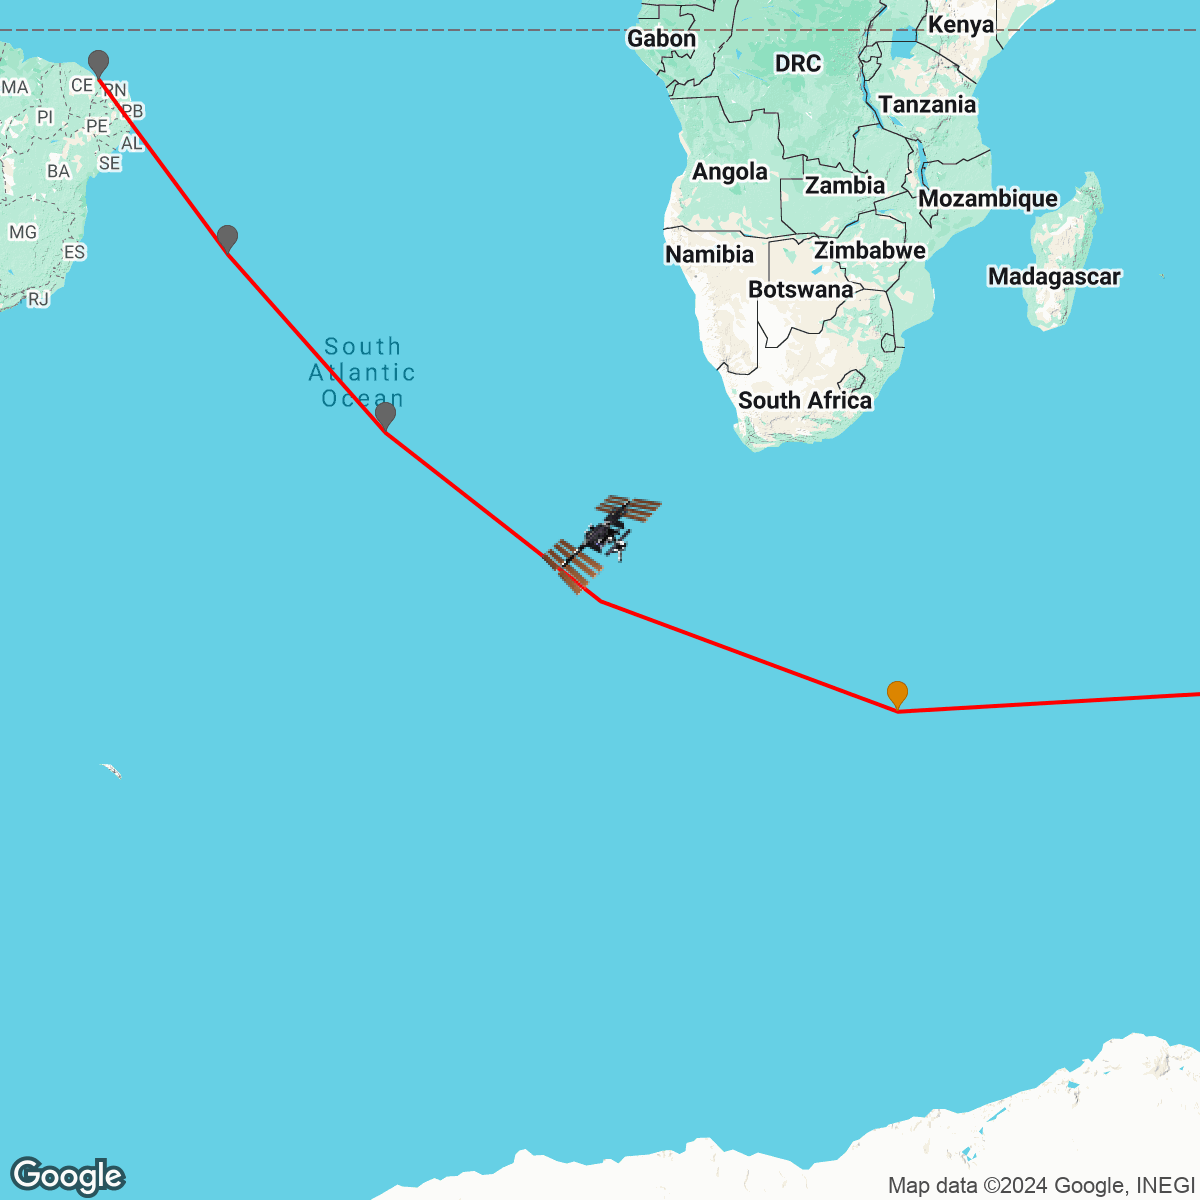 Kenya
Gabon
DRC
MA
CE
PN
Tanzania
PI
PB
PE
AL
SE
BA
Angola
Zambia
Mozambique
MG
ES
Namibia
Zimbabwe
Madagascar
Botswana
RJ
South
Atlantic
Ocean
South Africa
Google
Map data ©2024 Google, INEGI